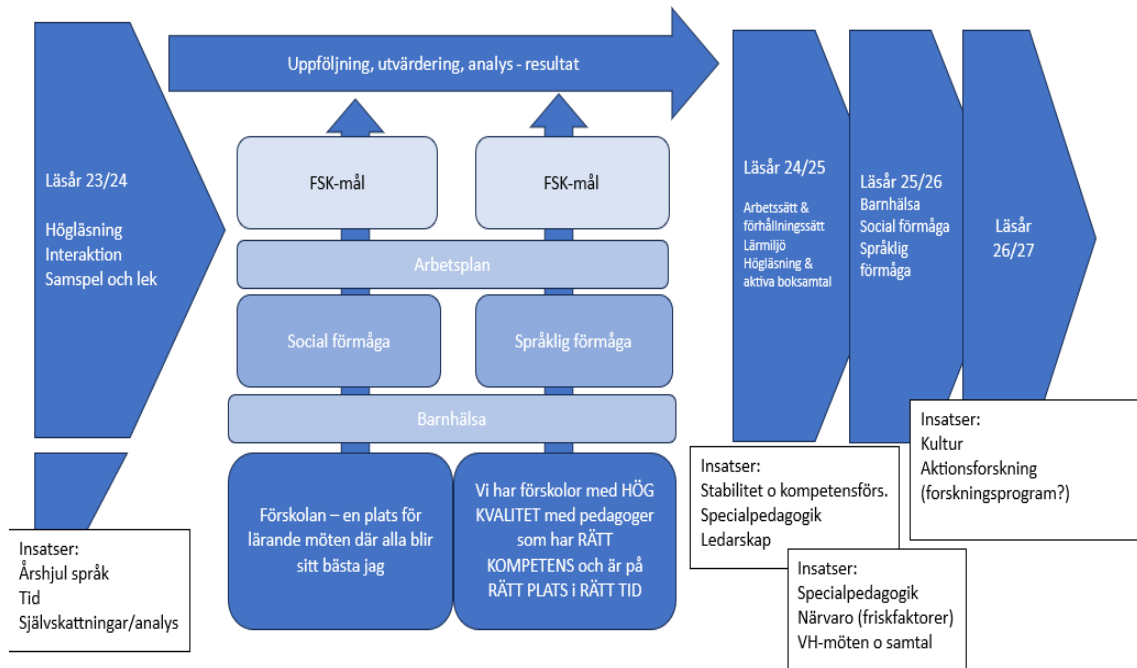 Läsår 23/24
Högläsning
Interaktion
Samspel och lek
Insatser:
Årshjul språk
Tid
Självskattningar/analys
Uppföljning, utvärdering, analys - resultat
FSK-mål
FSK-mål
Arbetsplan
Social förmåga
Språklig förmåga
Barnhälsa
Förskolan – en plats för
lärande möten där alla blir
sitt bästa jag
Vi har förskolor med HÖG
KVALITET med pedagoger
som har RÄTT
KOMPETENS och är på
RÄTT PLATS i RÄTT TID
Läsår 24/25
Arbetssätt &
förhållningssätt
Lärmiljö
Högläsning &
aktiva boksamtal
Insatser:
Stabilitet o kompetensförs.
Specialpedagogik
Ledarskap
Läsår 25/26
Barnhälsa
Social förmåga
Språklig
förmåga
Insatser:
Specialpedagogik
Närvaro (friskfaktorer)
VH-möten o samtal
Läsår
26/27
Insatser:
Kultur
Aktionsforskning
(forskningsprogram?)